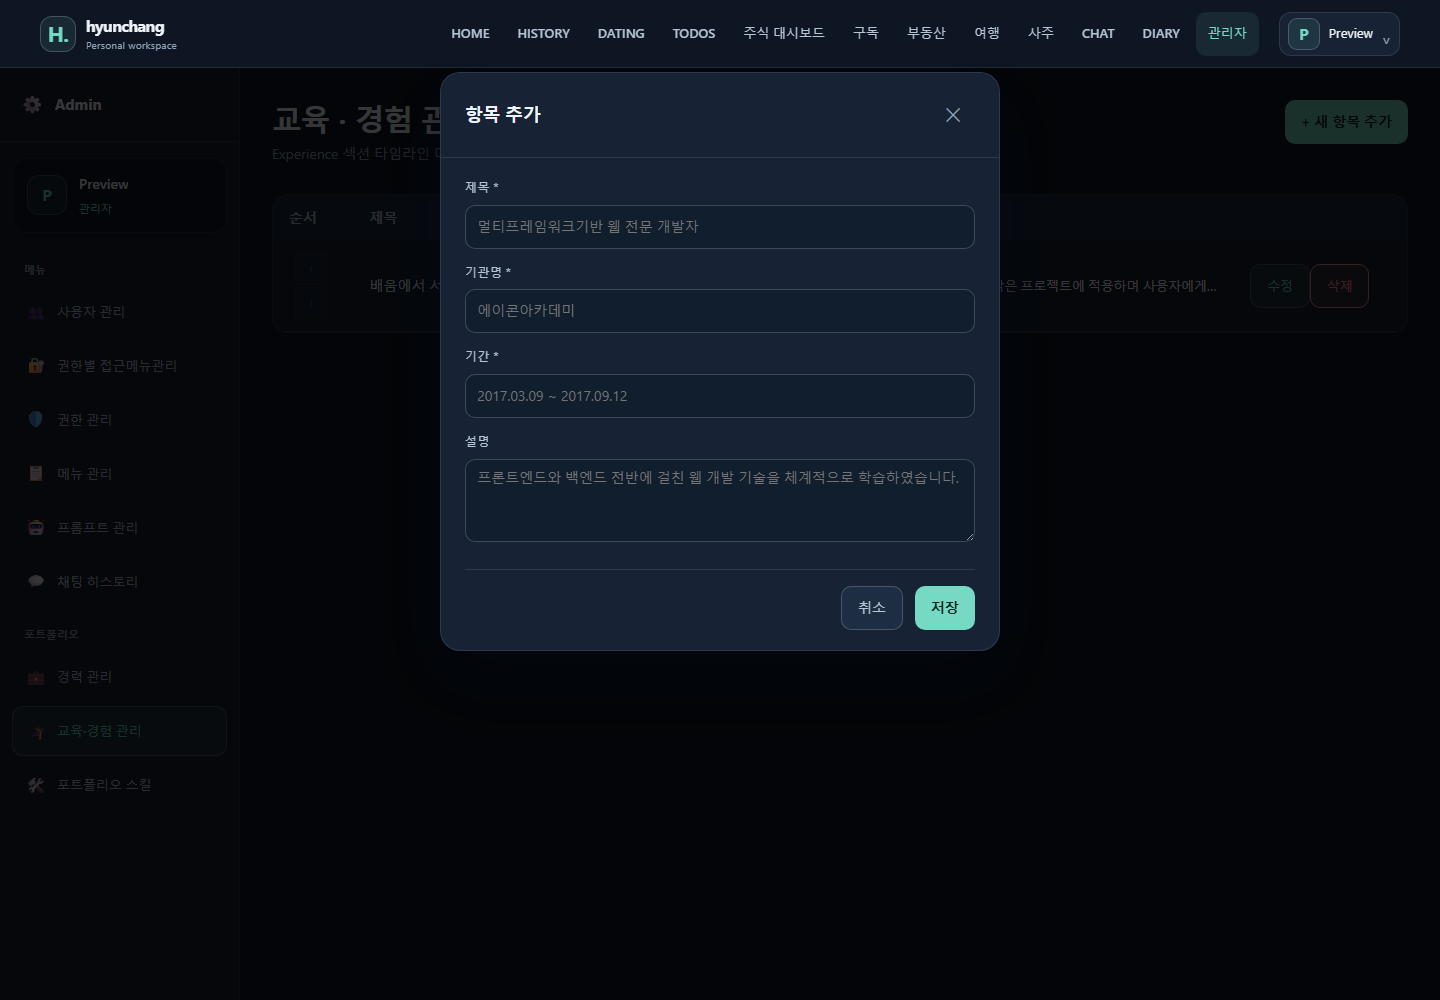 H.
hyunchang
Personal workspace
HOME
HISTORY
DATING
TODOS
주식 대시보드
구독
부동산
여행
사주
CHAT
DIARY
관리자
P
Preview
Admin
P
Preview
관리자
메뉴
사용자 관리
권한별 접근메뉴관리
권한 관리
메뉴 관리
프롬프트 관리
채팅 히스토리
포트폴리오
경력 관리
교육·경험 관리
포트폴리오 스킬
교육 · 경험
Experience 섹션 타임라인
+ 새 항목 추가
순서
제목
배움에서
프로젝트에 적용하며 사용자에게...
수정
삭제
항목 추가
제목 *
멀티프레임워크기반 웹 전문 개발자
기관명 *
에이콘아카데미
기간 *
2017.03.09 ~ 2017.09.12
설명
프론트엔드와 백엔드 전반에 걸친 웹 개발 기술을 체계적으로 학습하였습니다.
취소
저장